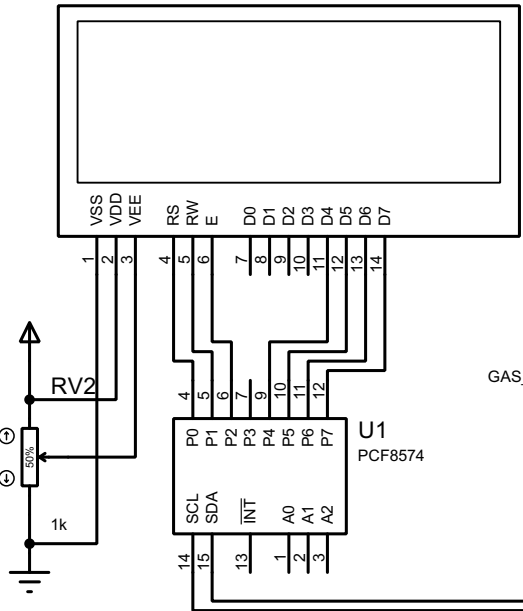 VSS VDD VEE RS RW E D0 D1 D2 D3 D4 D5 D6 D7
1 2 3 4 5 6 7 8 9 10 11 12 13 14
RV2
50%
1k
4 5 6 7 9 10 11 12
P0 P1 P2 P3 P4 P5 P6 P7
U1
PCF8574
SCL SDA INT A0 A1 A2
14 15 13 1 2 3
GAS_